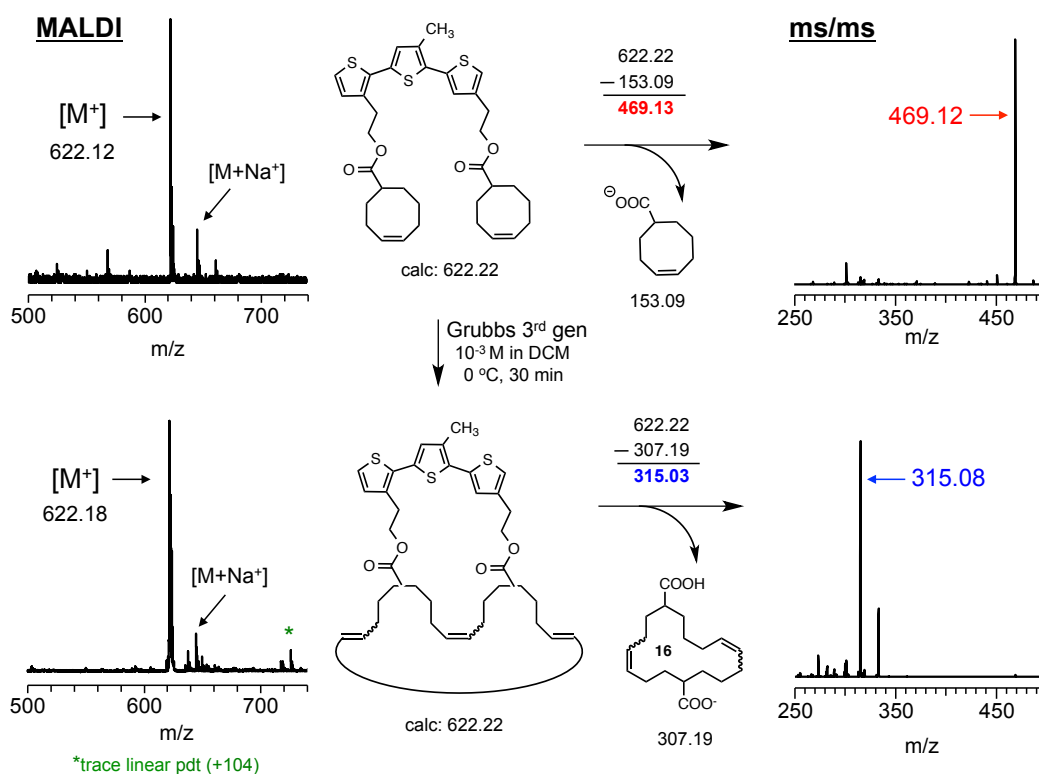 MALDI
[M⁺]
622.12
[M+Na⁺]
500
600
700
m/z
CH₃
S
S
S
O
O
O
O
calc: 622.22
622.22
— 153.09
469.13
⊖
OOC
153.09
ms/ms
469.12
250
350
450
m/z
Grubbs 3ʳᵈ gen
10⁻³ M in DCM
0 ºC, 30 min
[M⁺]
622.18
[M+Na⁺]
*
500
600
700
m/z
*trace linear pdt (+104)
CH₃
S
S
S
O
O
O
O
calc: 622.22
622.22
— 307.19
315.03
COOH
16
COO⁻
307.19
315.08
250
350
450
m/z